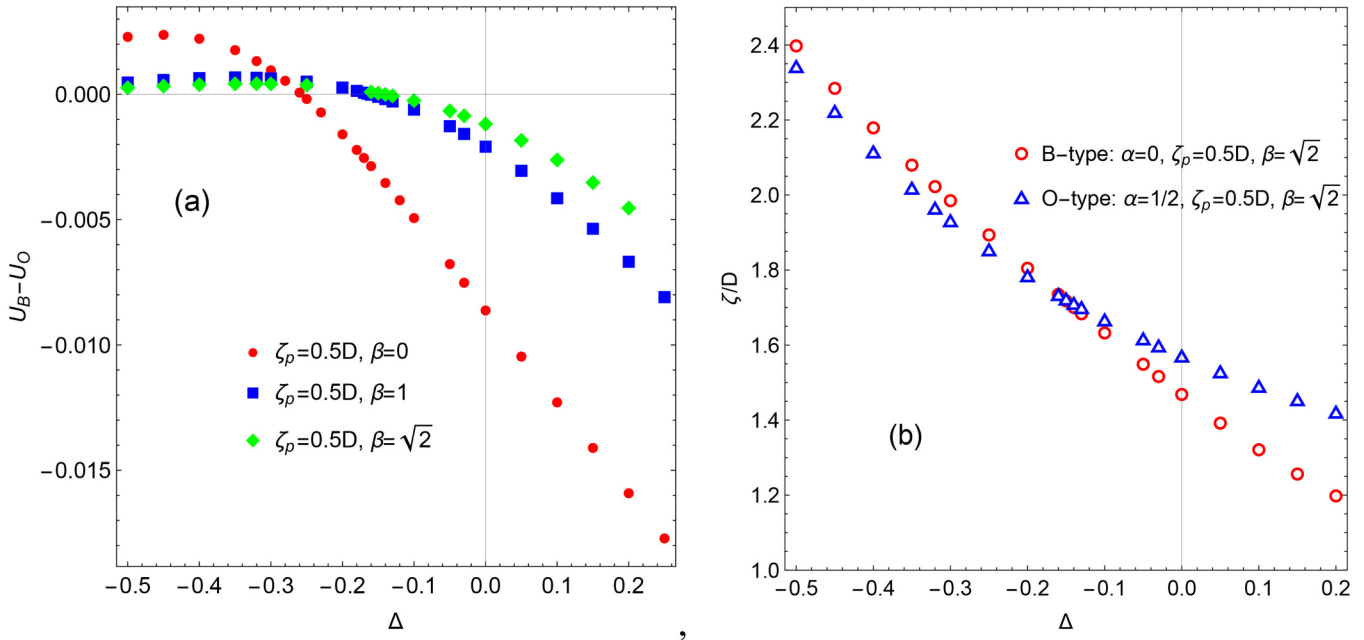 0.000
-0.005
-0.010
-0.015
U_B-U_O
(a)
ζ_p=0.5D, β=0
ζ_p=0.5D, β=1
ζ_p=0.5D, β=√2
-0.5 -0.4 -0.3 -0.2 -0.1 0.0 0.1 0.2
Δ
,
2.4
2.2
2.0
1.8
1.6
1.4
1.2
1.0
ζ/D
B-type: α=0, ζ_p=0.5D, β=√2
O-type: α=1/2, ζ_p=0.5D, β=√2
(b)
-0.5 -0.4 -0.3 -0.2 -0.1 0.0 0.1 0.2
Δ